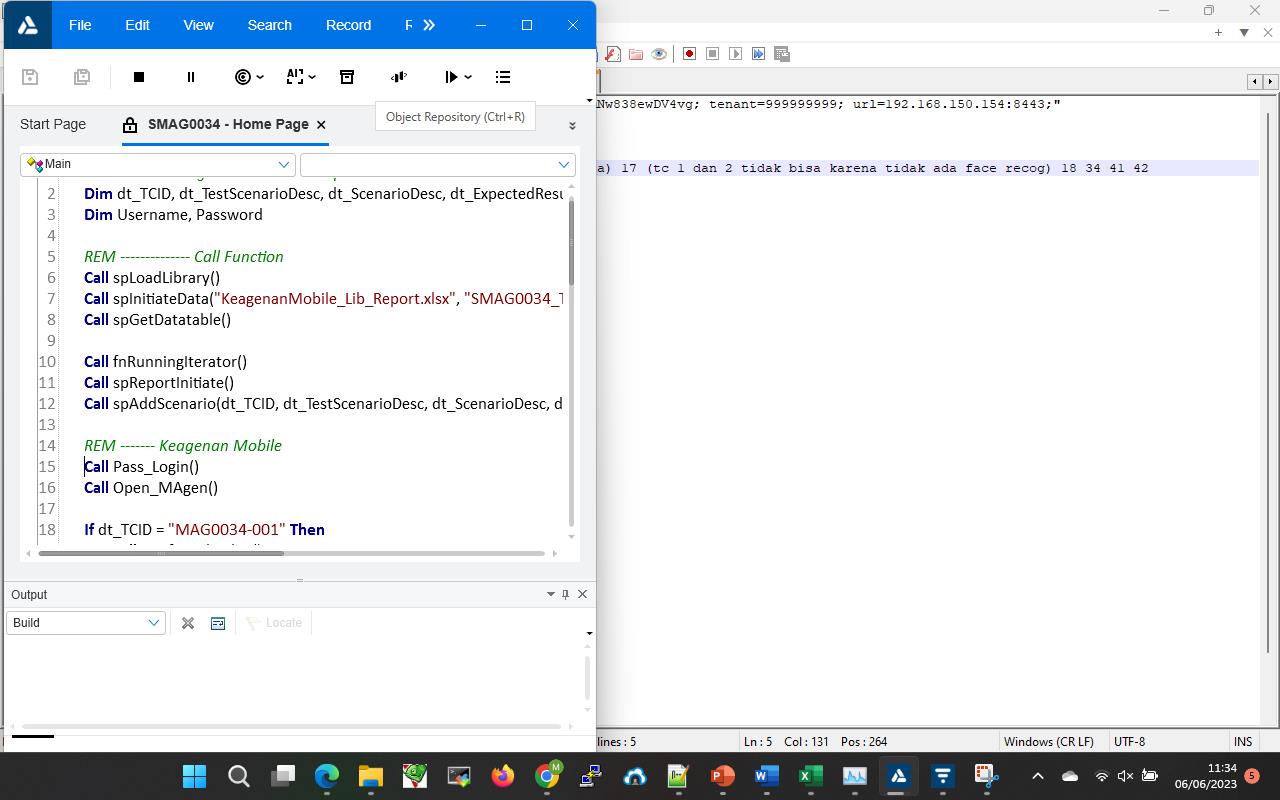 File Edit View Search Record R
Nw838ewDV4vg; tenant=999999999; url=192.168.150.154:8443;"
Object Repository (Ctrl+R)
Start Page
SMAG0034 - Home Page
a) 17 (tc 1 dan 2 tidak bisa karena tidak ada face recog) 18 34 41 42
Main
2 Dim dt_TCID, dt_TestScenarioDesc, dt_ScenarioDesc, dt_ExpectedResu
3 Dim Username, Password
4
5 REM -------------- Call Function
6 Call spLoadLibrary()
7 Call spInitiateData("KeagenanMobile_Lib_Report.xlsx", "SMAG0034_T
8 Call spGetDatatable()
9
10 Call fnRunningIterator()
11 Call spReportInitiate()
12 Call spAddScenario(dt_TCID, dt_TestScenarioDesc, dt_ScenarioDesc, d
13
14 REM ------- Keagenan Mobile
15 Call Pass_Login()
16 Call Open_MAgen()
17
18 If dt_TCID = "MAG0034-001" Then
Output
Build
Locate
lines : 5 Ln : 5 Col : 131 Pos : 264 Windows (CR LF) UTF-8 INS
11:34
06/06/2023
5